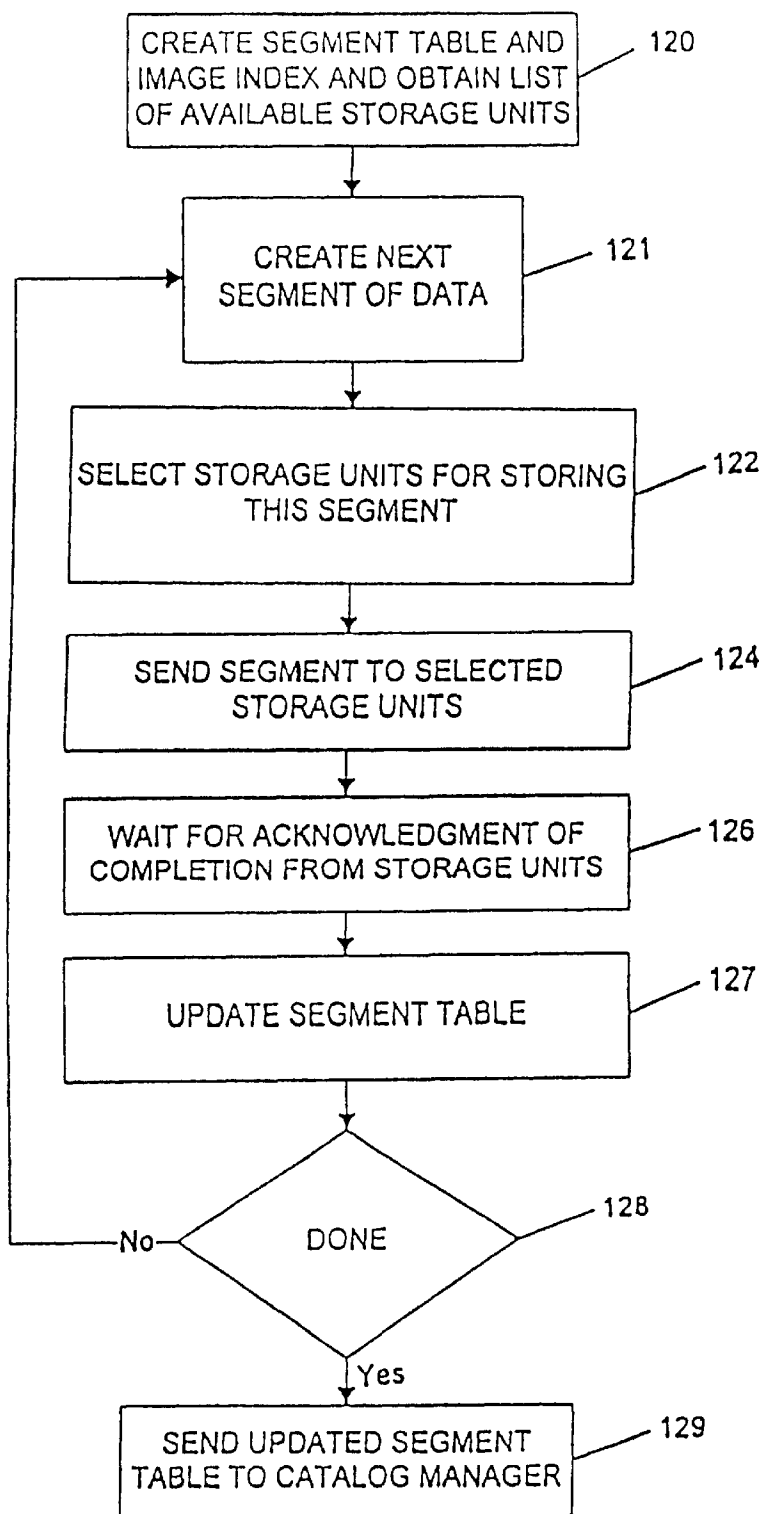 CREATE SEGMENT TABLE AND
IMAGE INDEX AND OBTAIN LIST
OF AVAILABLE STORAGE UNITS
120
CREATE NEXT
SEGMENT OF DATA
121
SELECT STORAGE UNITS FOR STORING
THIS SEGMENT
122
SEND SEGMENT TO SELECTED
STORAGE UNITS
124
WAIT FOR ACKNOWLEDGMENT OF
COMPLETION FROM STORAGE UNITS
126
UPDATE SEGMENT TABLE
127
DONE
128
No
Yes
SEND UPDATED SEGMENT
TABLE TO CATALOG MANAGER
129